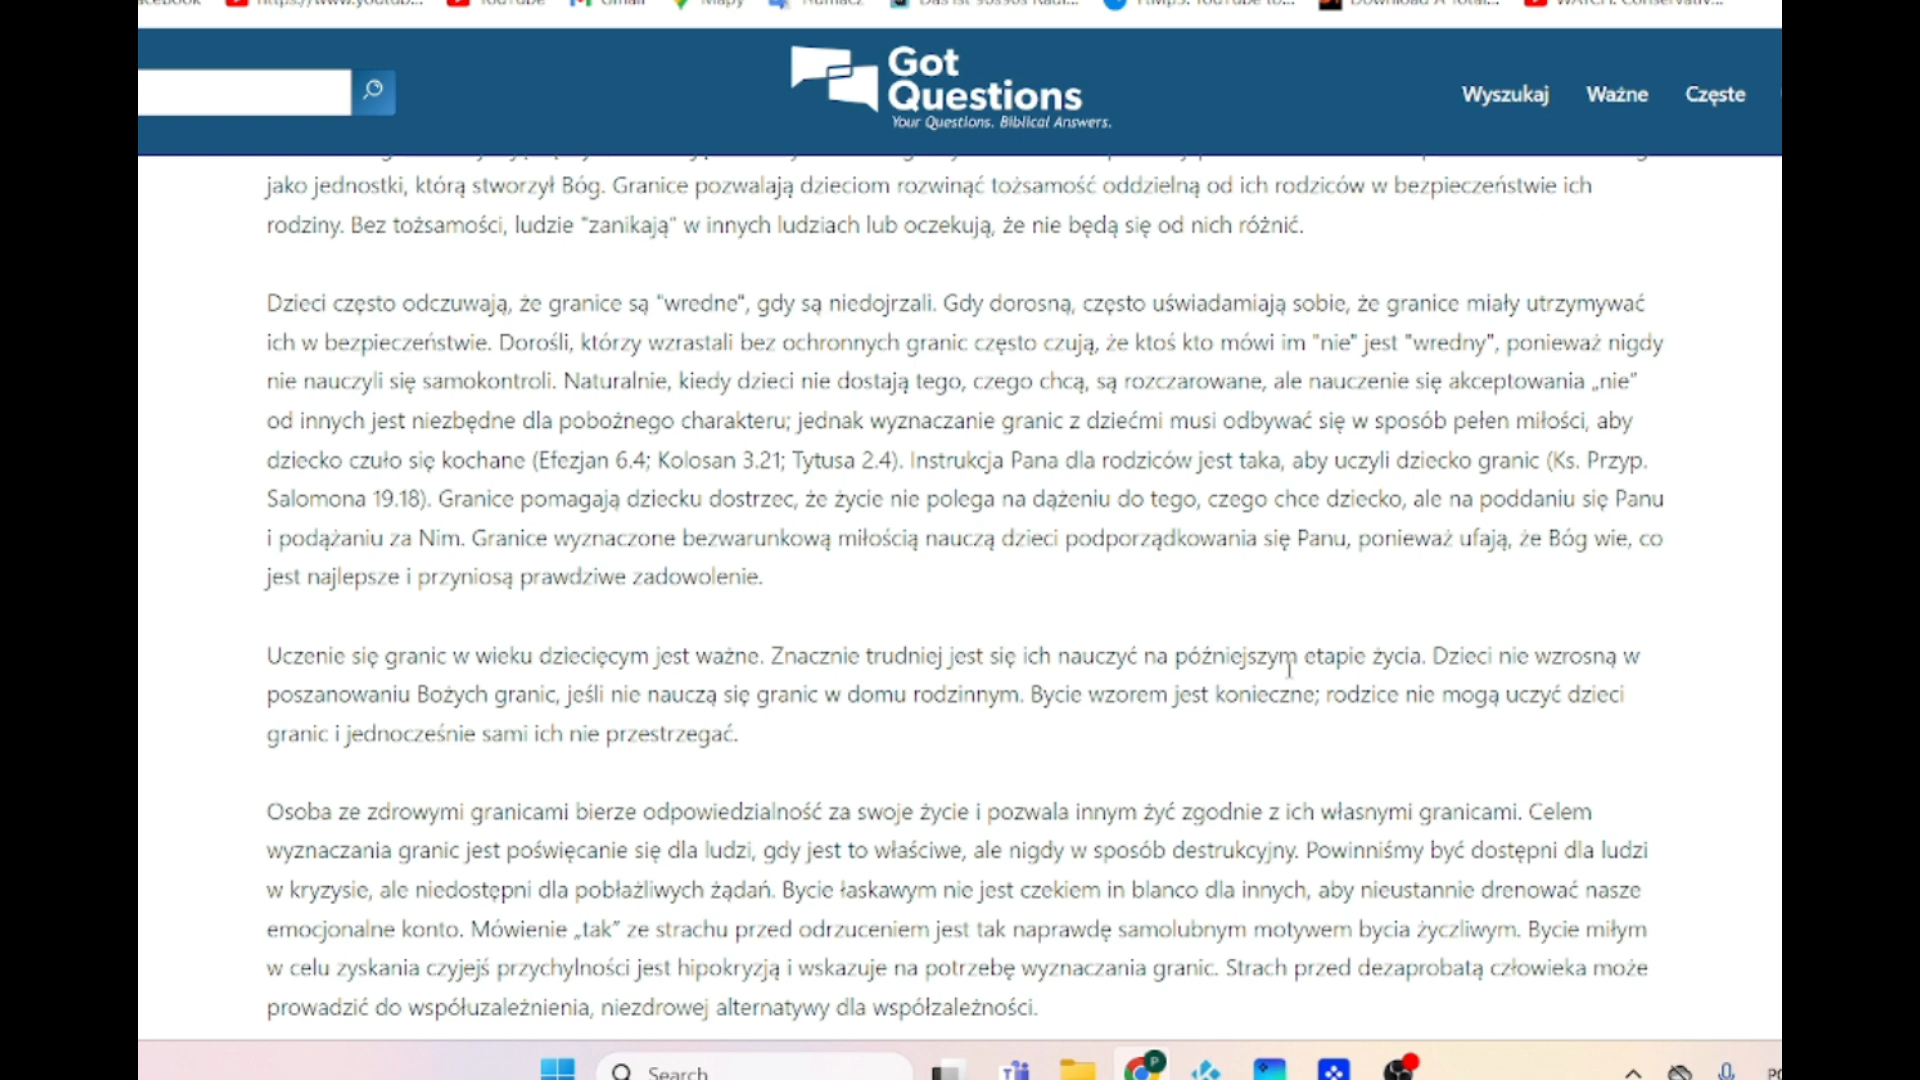 Got
Questions
Your Questions. Biblical Answers.
Wyszukaj Ważne Częste
jako jednostki, którą stworzył Bóg. Granice pozwalają dzieciom rozwinąć tożsamość oddzielną od ich rodziców w bezpieczeństwie ich
rodziny. Bez tożsamości, ludzie "zanikają" w innych ludziach lub oczekują, że nie będą się od nich różnić.
Dzieci często odczuwają, że granice są "wredne", gdy są niedojrzali. Gdy dorosną, często uświadamiają sobie, że granice miały utrzymywać
ich w bezpieczeństwie. Dorośli, którzy wzrastali bez ochronnych granic często czują, że ktoś kto mówi im "nie" jest "wredny", ponieważ nigdy
nie nauczyli się samokontroli. Naturalnie, kiedy dzieci nie dostają tego, czego chcą, są rozczarowane, ale nauczenie się akceptowania „nie”
od innych jest niezbędne dla pobożnego charakteru; jednak wyznaczanie granic z dziećmi musi odbywać się w sposób pełen miłości, aby
dziecko czuło się kochane (Efezjan 6.4; Kolosan 3.21; Tytusa 2.4). Instrukcja Pana dla rodziców jest taka, aby uczyli dziecko granic (Ks. Przyp.
Salomona 19.18). Granice pomagają dziecku dostrzec, że życie nie polega na dążeniu do tego, czego chce dziecko, ale na poddaniu się Panu
i podążaniu za Nim. Granice wyznaczone bezwarunkową miłością nauczą dzieci podporządkowania się Panu, ponieważ ufają, że Bóg wie, co
jest najlepsze i przyniosą prawdziwe zadowolenie.
Uczenie się granic w wieku dziecięcym jest ważne. Znacznie trudniej jest się ich nauczyć na późniejszym etapie życia. Dzieci nie wzrosną w
poszanowaniu Bożych granic, jeśli nie nauczą się granic w domu rodzinnym. Bycie wzorem jest konieczne; rodzice nie mogą uczyć dzieci
granic i jednocześnie sami ich nie przestrzegać.
Osoba ze zdrowymi granicami bierze odpowiedzialność za swoje życie i pozwala innym żyć zgodnie z ich własnymi granicami. Celem
wyznaczania granic jest poświęcanie się dla ludzi, gdy jest to właściwe, ale nigdy w sposób destrukcyjny. Powinniśmy być dostępni dla ludzi
w kryzysie, ale niedostępni dla pobłażliwych żądań. Bycie łaskawym nie jest czekiem in blanco dla innych, aby nieustannie drenować nasze
emocjonalne konto. Mówienie „tak” ze strachu przed odrzuceniem jest tak naprawdę samolubnym motywem bycia życzliwym. Bycie miłym
w celu zyskania czyjejś przychylności jest hipokryzją i wskazuje na potrzebę wyznaczania granic. Strach przed dezaprobatą człowieka może
prowadzić do współuzależnienia, niezdrowej alternatywy dla współzależności.
Search